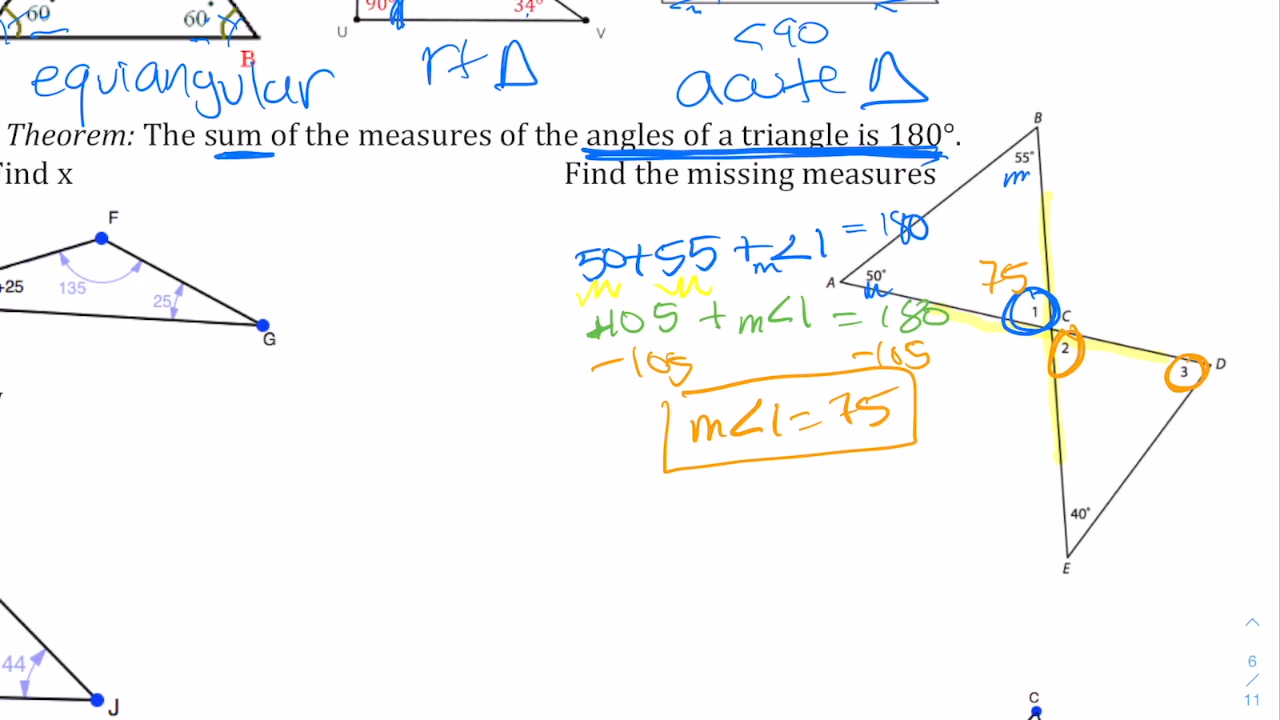 60° 60°
90° 34°
U V
B
<90
equiangular rt Δ acute Δ
Theorem: The sum of the measures of the angles of a triangle is 180°.
Find x
Find the missing measures
B
55°
m
F
+25 135 25
G
50+55 + m<1 = 180
A 50°
75
1 C
105 + m<1 = 180
-105 -105
2
3 D
m<1 = 75
40°
E
44
J
6
/
11
C